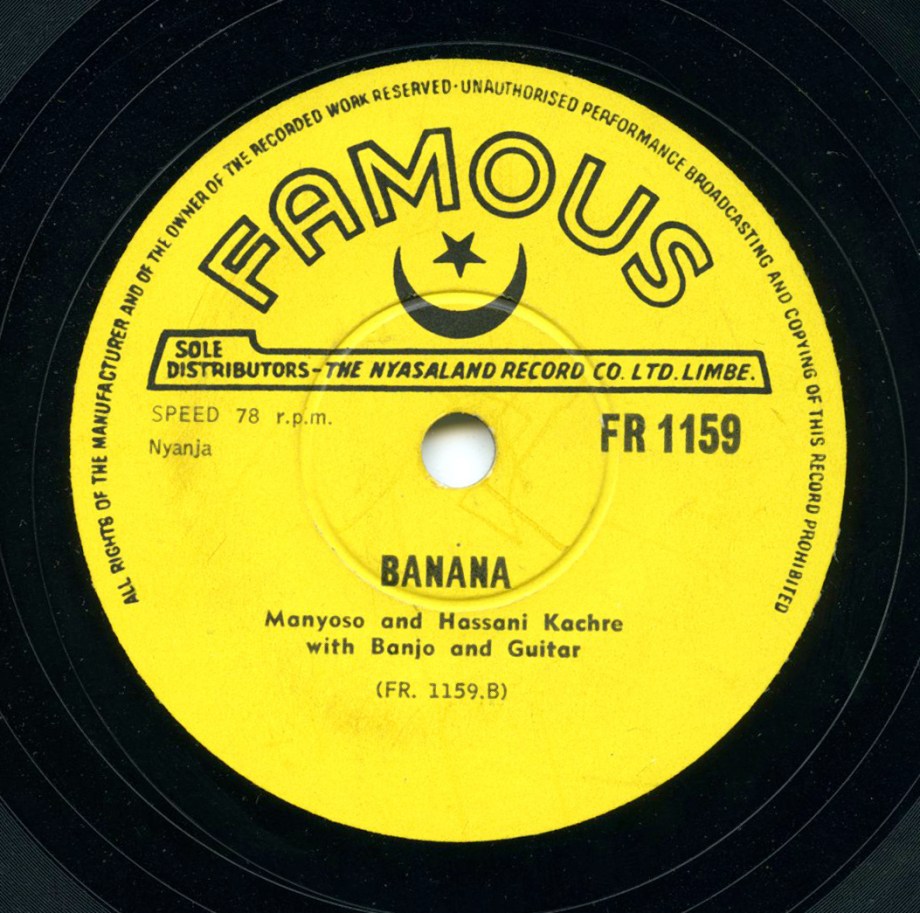 ALL RIGHTS OF THE MANUFACTURER AND OF THE OWNER OF THE RECORDED WORK RESERVED · UNAUTHORISED PERFORMANCE BROADCASTING AND COPYING OF THIS RECORD PROHIBITED
FAMOUS
SOLE
DISTRIBUTORS - THE NYASALAND RECORD CO. LTD. LIMBE.
SPEED 78 r.p.m.
FR 1159
Nyanja
BANANA
Manyoso and Hassani Kachre
with Banjo and Guitar
(FR. 1159.B)